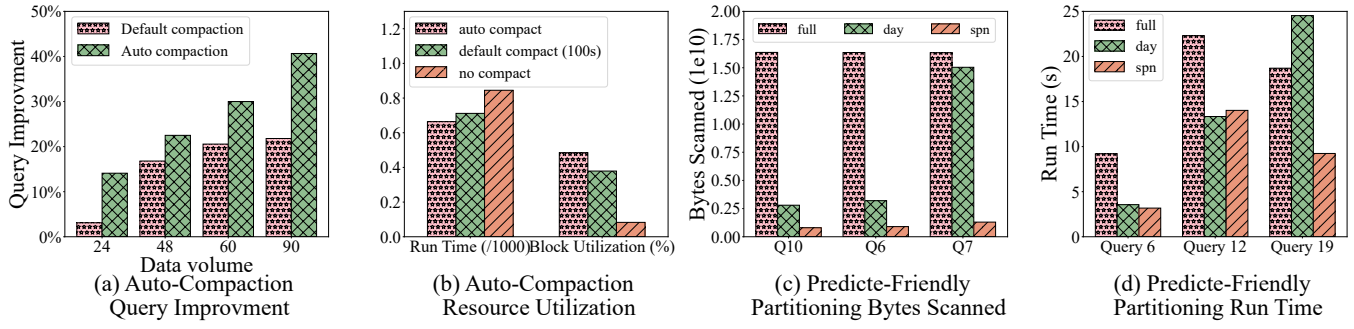 Query Improvment
50%
40%
30%
20%
10%
0%
Default compaction
Auto compaction
24 48 60 90
Data volume
(a) Auto-Compaction
Query Improvment
1.2
1.0
0.8
0.6
0.4
0.2
0.0
auto compact
default compact (100s)
no compact
Run Time (/1000) Block Utilization (%)
(b) Auto-Compaction
Resource Utilization
Bytes Scanned (1e10)
2.00
1.75
1.50
1.25
1.00
0.75
0.50
0.25
0.00
full day spn
Q10 Q6 Q7
(c) Predicte-Friendly
Partitioning Bytes Scanned
Run Time (s)
25
20
15
10
5
0
full
day
spn
Query 6 Query 12 Query 19
(d) Predicte-Friendly
Partitioning Run Time